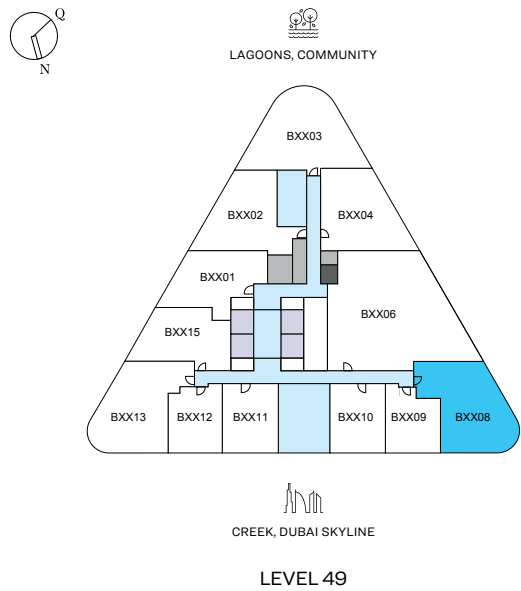 Q
N
LAGOONS, COMMUNITY
BXX03
BXX02
BXX04
BXX01
BXX06
BXX15
BXX13
BXX12
BXX11
BXX10
BXX09
BXX08
CREEK, DUBAI SKYLINE
LEVEL 49